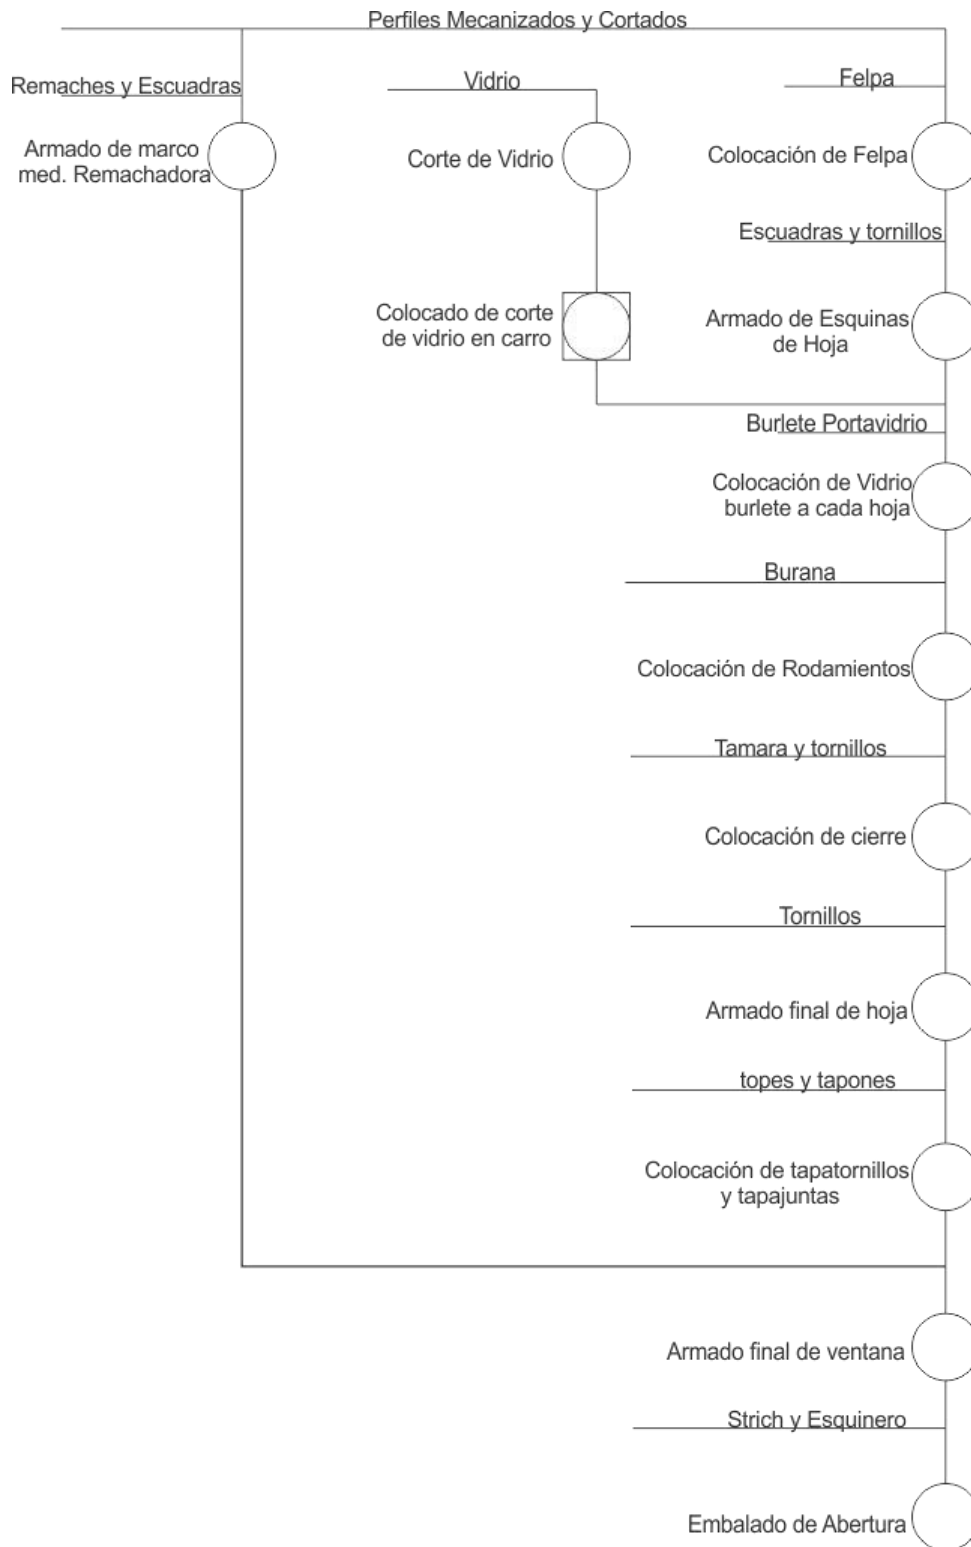 Perfiles Mecanizados y Cortados
Remaches y Escuadras
Vidrio
Felpa
Armado de marco
med. Remachadora
Corte de Vidrio
Colocación de Felpa
Escuadras y tornillos
Colocado de corte
de vidrio en carro
Armado de Esquinas
de Hoja
Burlete Portavidrio
Colocación de Vidrio
burlete a cada hoja
Burana
Colocación de Rodamientos
Tamara y tornillos
Colocación de cierre
Tornillos
Armado final de hoja
topes y tapones
Colocación de tapatornillos
y tapajuntas
Armado final de ventana
Strich y Esquinero
Embalado de Abertura